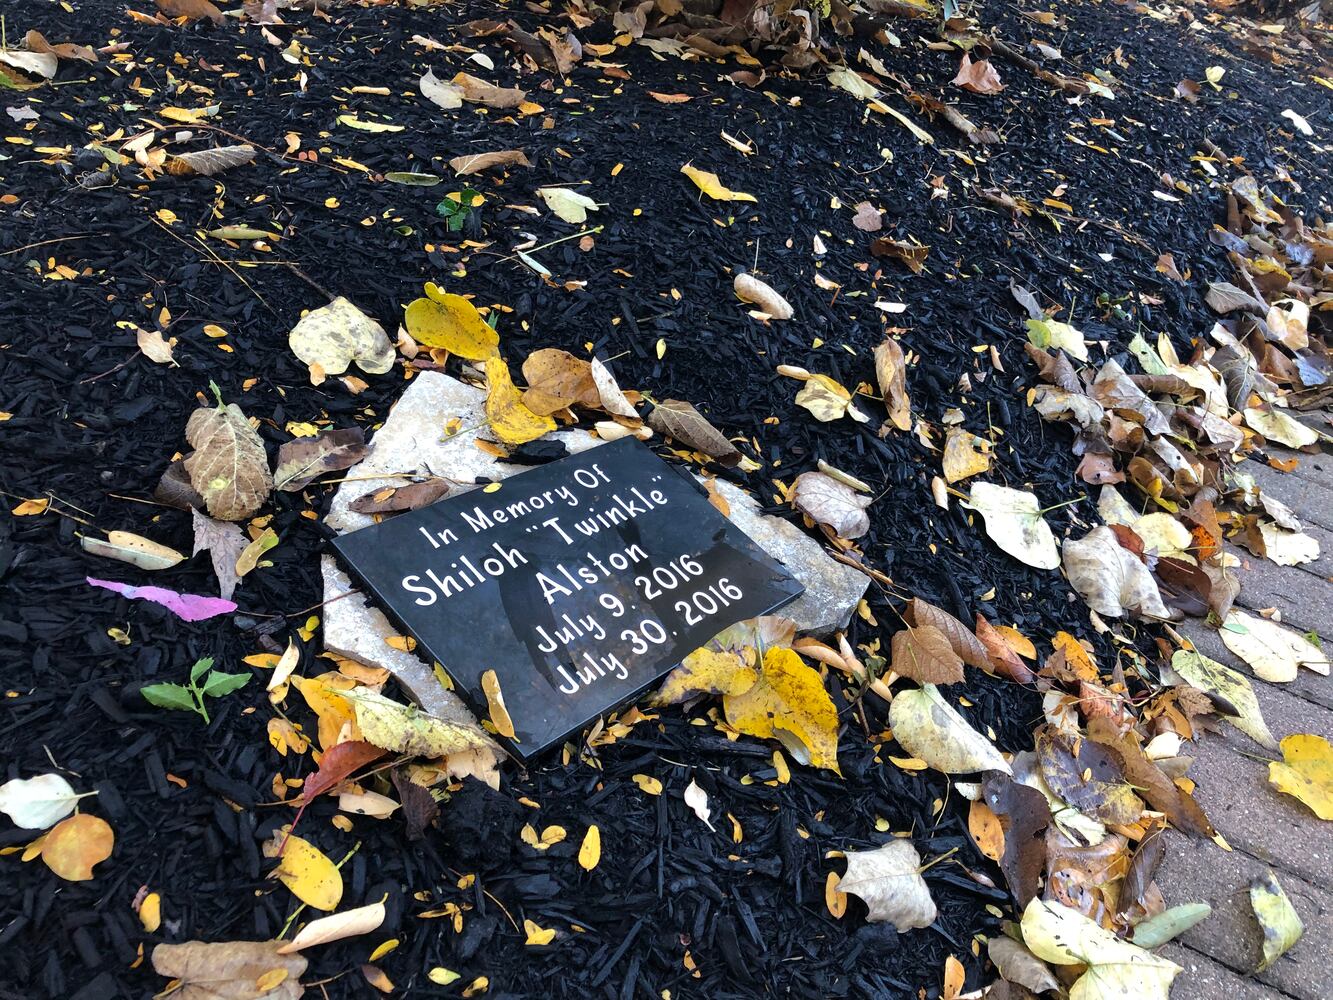 In Memory Of
Shiloh "Twinkle"
Alston
July 9. 2016
July 30. 2016